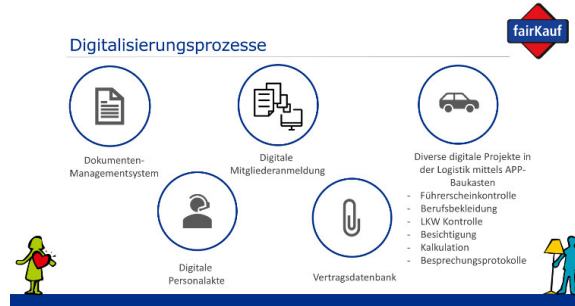 fairKauf
Digitalisierungsprozesse
Dokumenten-
Managementsystem
Digitale
Mitgliederanmeldung
Diverse digitale Projekte in
der Logistik mittels APP-
Baukasten
- Führerscheinkontrolle
- Berufsbekleidung
- LKW Kontrolle
- Besichtigung
- Kalkulation
- Besprechungsprotokolle
Digitale
Personalakte
Vertragsdatenbank